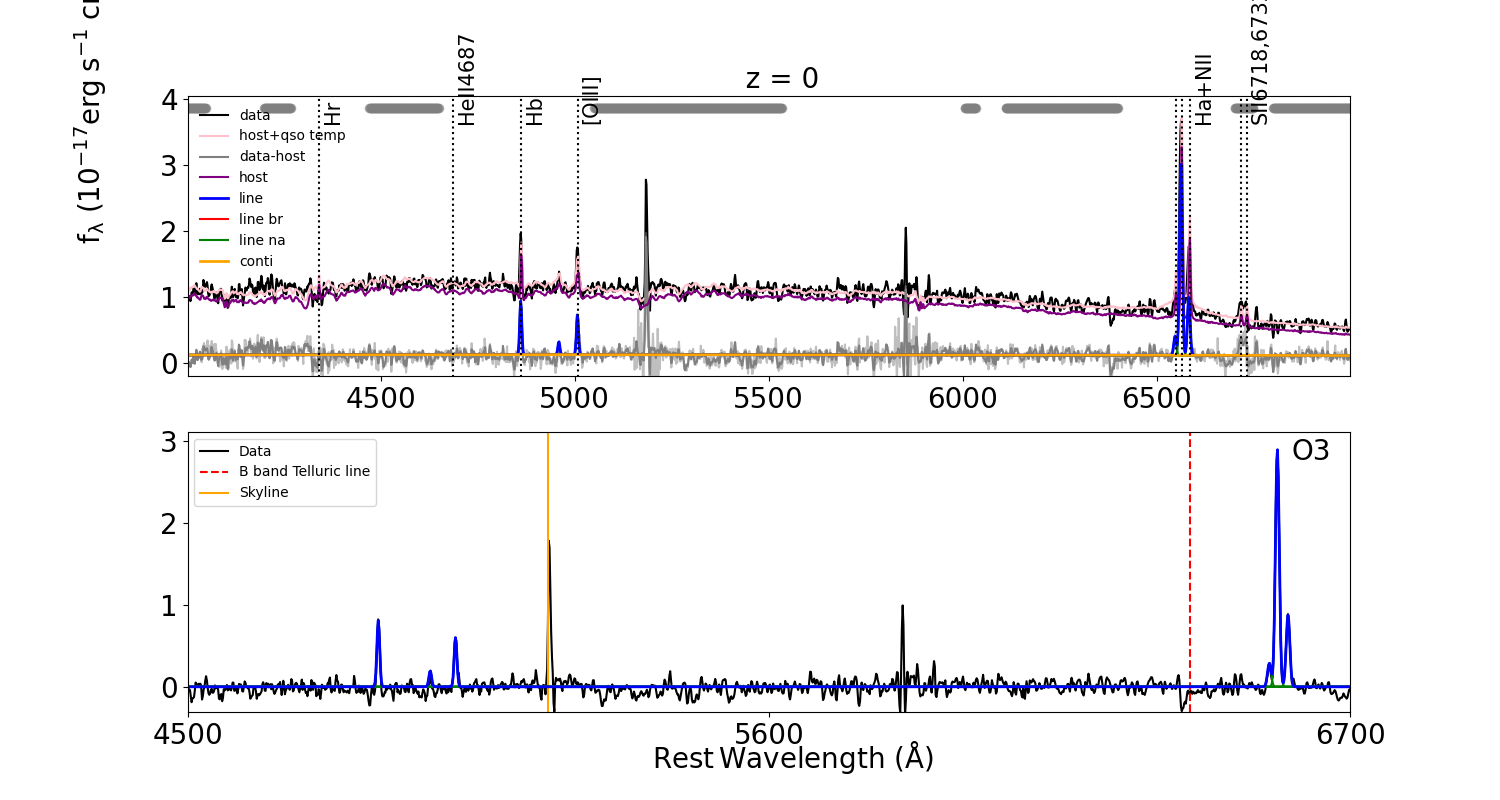 z = 0
f_λ (10^−17 erg s^−1 c
Hr
HeII4687
Hb
[OIII]
Ha+NII
SII6718,673
4
3
2
1
0
data
host+qso temp
data-host
host
line
line br
line na
conti
4500 5000 5500 6000 6500
3
2
1
0
Data
B band Telluric line
Skyline
O3
4500 5600 6700
Rest Wavelength (Å)